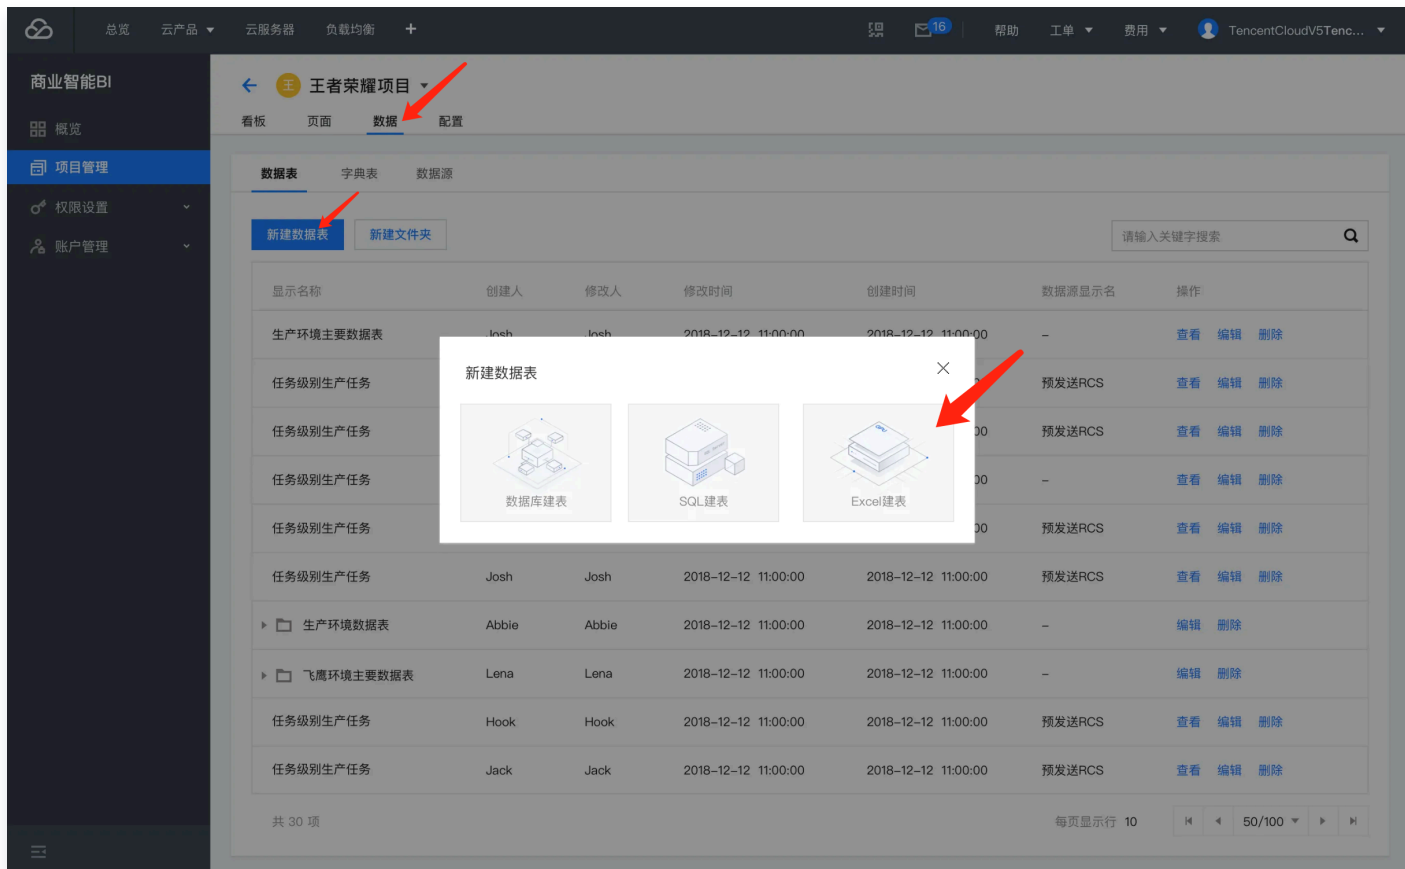 总览 云产品 云服务器 负载均衡 + 16 帮助 工单 费用 TencentCloudV5Tenc...
商业智能BI
概览
项目管理
权限设置
账户管理
王 王者荣耀项目
看板 页面 数据 配置
数据表 字典表 数据源
新建数据表 新建文件夹 请输入关键字搜索
显示名称 创建人 修改人 修改时间 创建时间 数据源显示名 操作
生产环境主要数据表 Josh Josh 2018-12-12 11:00:00 2018-12-12 11:00:00 - 查看 编辑 删除
任务级别生产任务 预发送RCS 查看 编辑 删除
任务级别生产任务 00 预发送RCS 查看 编辑 删除
任务级别生产任务 00 - 查看 编辑 删除
任务级别生产任务 00 预发送RCS 查看 编辑 删除
任务级别生产任务 Josh Josh 2018-12-12 11:00:00 2018-12-12 11:00:00 预发送RCS 查看 编辑 删除
生产环境数据表 Abbie Abbie 2018-12-12 11:00:00 2018-12-12 11:00:00 - 编辑 删除
飞鹰环境主要数据表 Lena Lena 2018-12-12 11:00:00 2018-12-12 11:00:00 - 编辑 删除
任务级别生产任务 Hook Hook 2018-12-12 11:00:00 2018-12-12 11:00:00 预发送RCS 查看 编辑 删除
任务级别生产任务 Jack Jack 2018-12-12 11:00:00 2018-12-12 11:00:00 预发送RCS 查看 编辑 删除
共 30 项 每页显示行 10 50/100
新建数据表
数据库建表 SQL建表 Excel建表